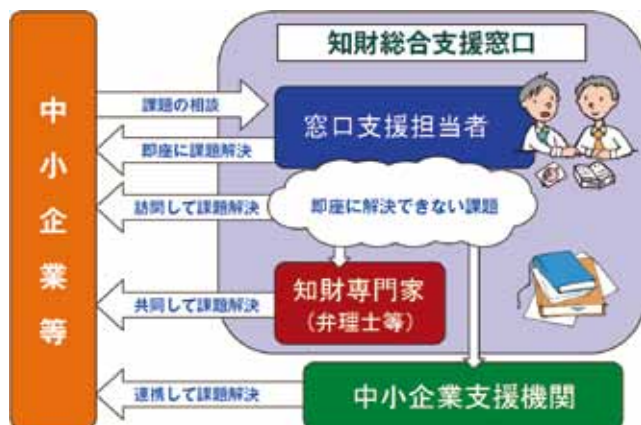 知財総合支援窓口
中小企業等
課題の相談
窓口支援担当者
即座に課題解決
訪問して課題解決
即座に解決できない課題
知財専門家
（弁理士等）
共同して課題解決
連携して課題解決
中小企業支援機関